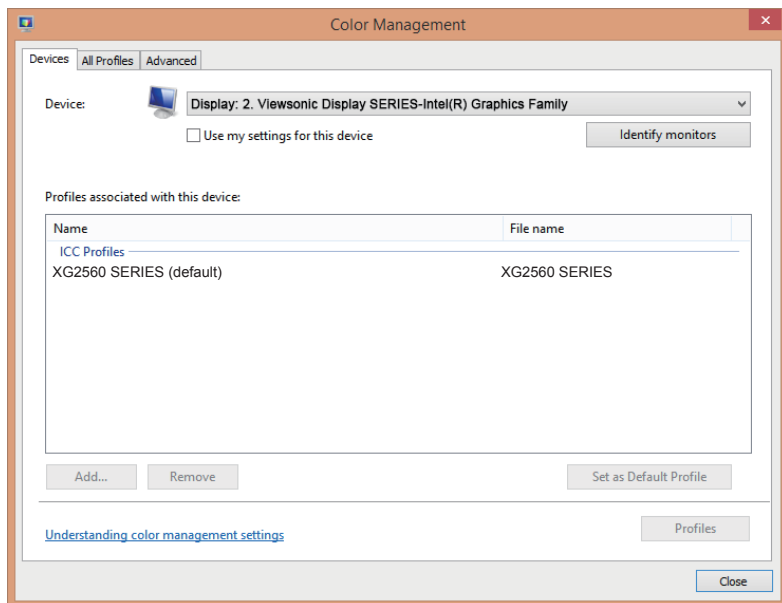 Color Management
Devices All Profiles Advanced
Device: Display: 2. Viewsonic Display SERIES-Intel(R) Graphics Family
Use my settings for this device Identify monitors
Profiles associated with this device:
Name File name
ICC Profiles
XG2560 SERIES (default) XG2560 SERIES
Add... Remove Set as Default Profile
Understanding color management settings Profiles
Close